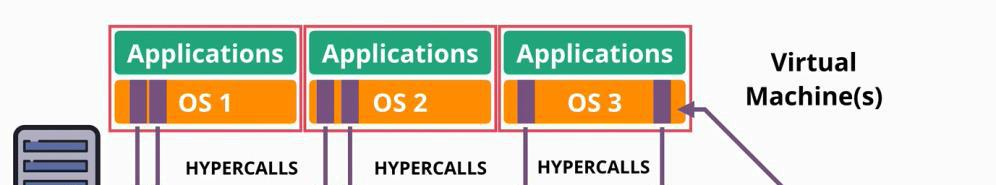 Applications Applications Applications
Virtual
Machine(s)
OS 1 OS 2 OS 3
HYPERCALLS HYPERCALLS HYPERCALLS